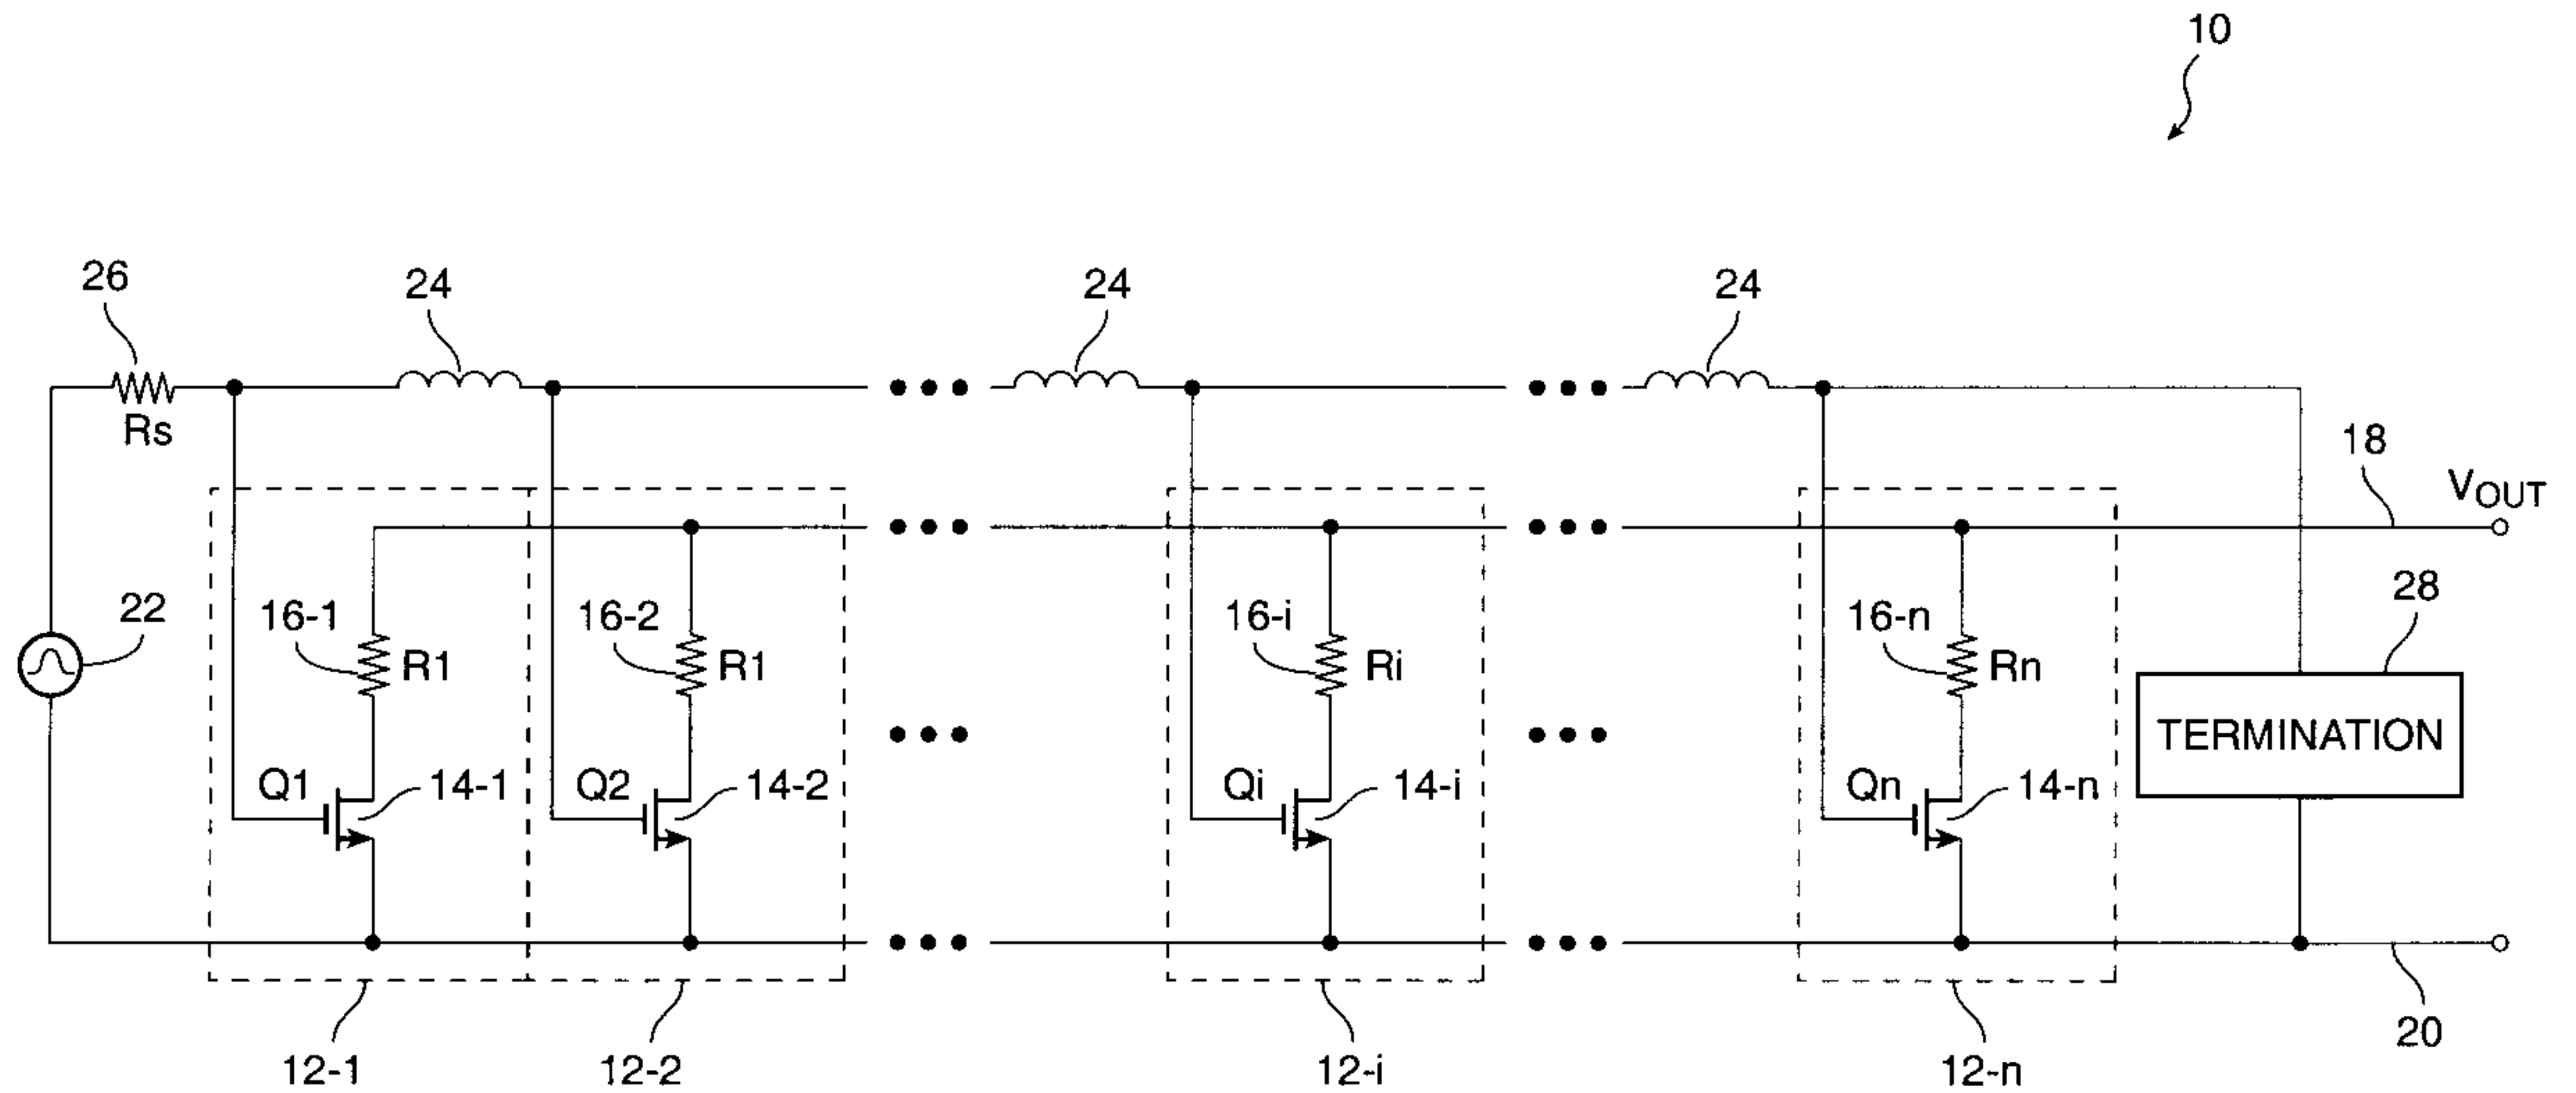 10
26
24
24
24
Rs
18
VOUT
22
16-1
R1
16-2
R1
16-i
Ri
16-n
Rn
28
TERMINATION
Q1
14-1
Q2
14-2
Qi
14-i
Qn
14-n
12-1
12-2
12-i
12-n
20